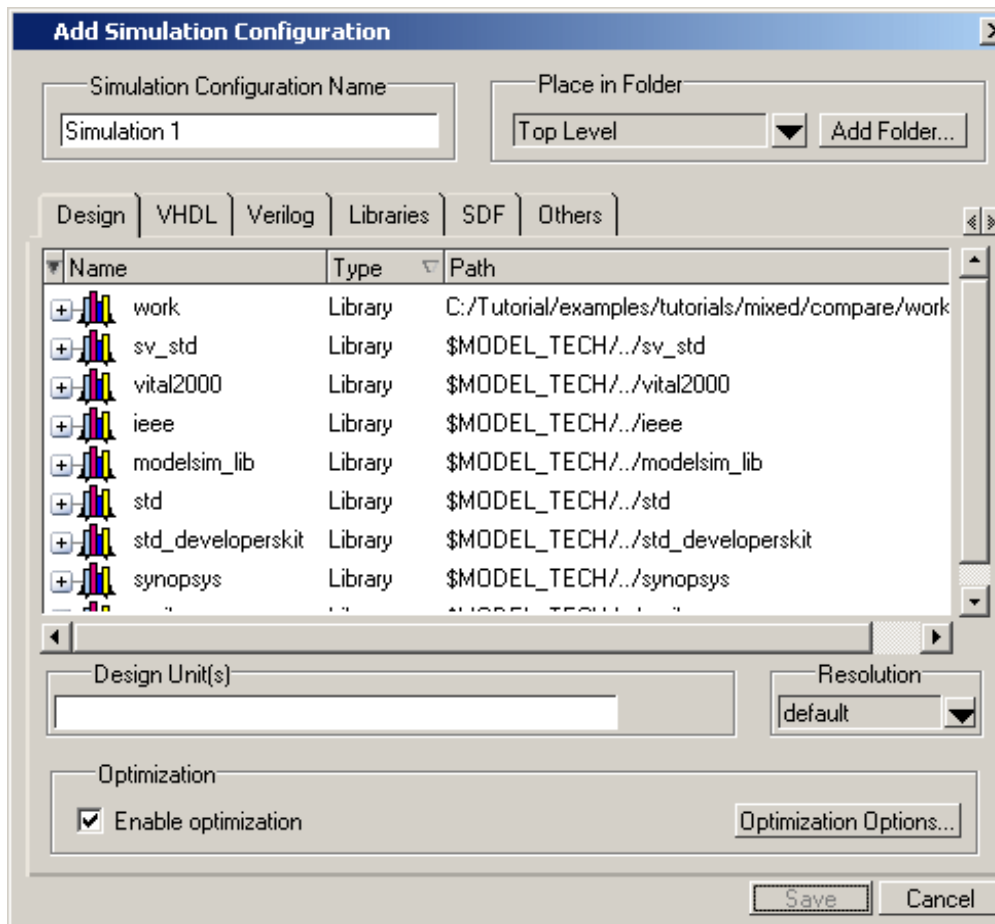 Add Simulation Configuration
Simulation Configuration Name
Place in Folder
Simulation 1
Top Level
Add Folder...
Design VHDL Verilog Libraries SDF Others
Name Type Path
work Library C:/Tutorial/examples/tutorials/mixed/compare/work
sv_std Library $MODEL_TECH/../sv_std
vital2000 Library $MODEL_TECH/../vital2000
ieee Library $MODEL_TECH/../ieee
modelsim_lib Library $MODEL_TECH/../modelsim_lib
std Library $MODEL_TECH/../std
std_developerskit Library $MODEL_TECH/../std_developerskit
synopsys Library $MODEL_TECH/../synopsys
Design Unit(s)
Resolution
default
Optimization
Enable optimization
Optimization Options...
Save Cancel